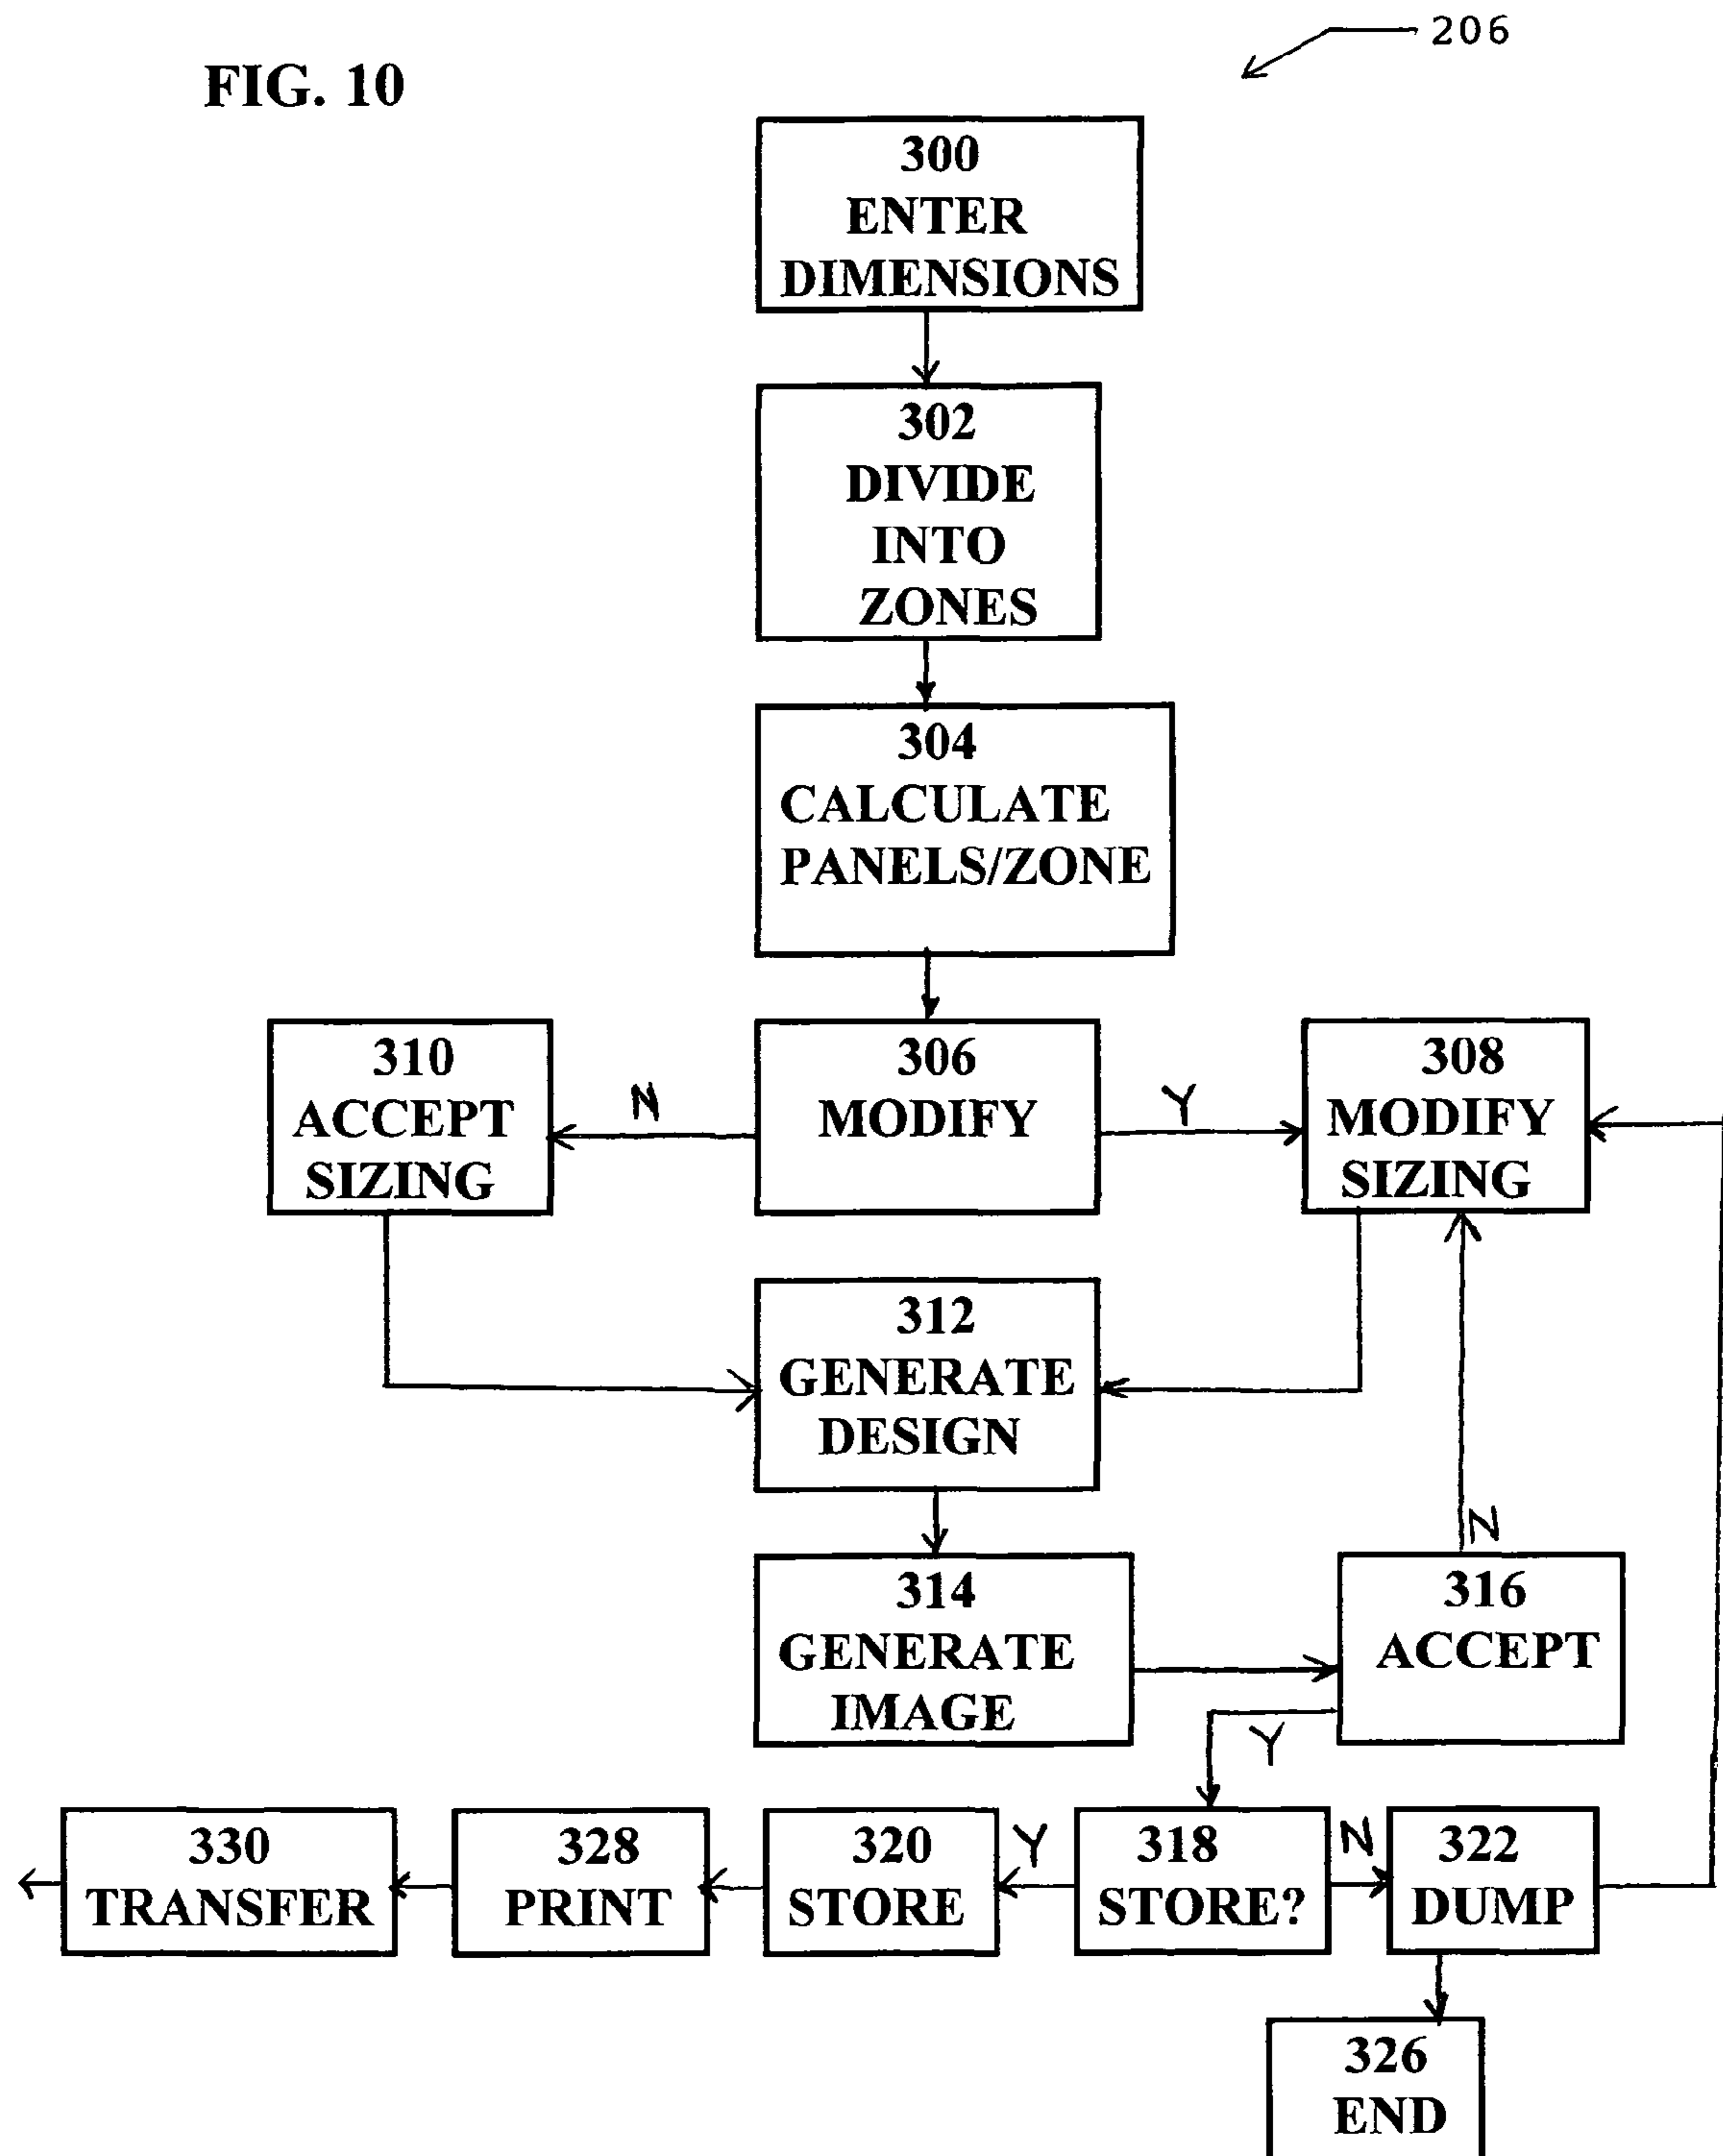 206
FIG. 10
300
ENTER
DIMENSIONS
302
DIVIDE
INTO
ZONES
304
CALCULATE
PANELS/ZONE
310
ACCEPT
SIZING
N
306
MODIFY
Y
308
MODIFY
SIZING
312
GENERATE
DESIGN
N
314
GENERATE
IMAGE
316
ACCEPT
Y
330
TRANSFER
328
PRINT
320
STORE
Y
318
STORE?
N
322
DUMP
326
END